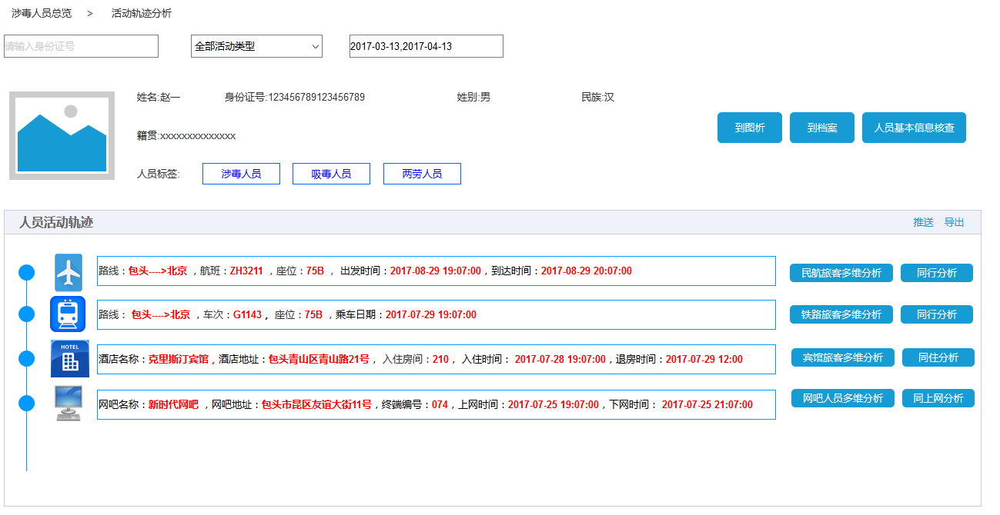 涉毒人员总览 > 活动轨迹分析
请输入身份证号 全部活动类型 2017-03-13,2017-04-13
姓名:赵一 身份证号:123456789123456789 姓别:男 民族:汉
到图析 到档案 人员基本信息核查
籍贯:xxxxxxxxxxxxxxx
人员标签: 涉毒人员 吸毒人员 两劳人员
人员活动轨迹 推送 导出
路线：包头---->北京 ，航班：ZH3211 ，座位：75B ， 出发时间：2017-08-29 19:07:00，到达时间：2017-08-29 20:07:00 民航旅客多维分析 同行分析
路线： 包头---->北京 ，车次：G1143 ， 座位：75B ，乘车日期：2017-07-29 19:07:00 铁路旅客多维分析 同行分析
HOTEL
酒店名称：克里斯汀宾馆，酒店地址：包头青山区青山路21号， 入住房间：210， 入住时间： 2017-07-28 19:07:00，退房时间：2017-07-29 12:00 宾馆旅客多维分析 同住分析
网吧名称：新时代网吧 ，网吧地址：包头市昆区友谊大街11号，终端编号：074，上网时间：2017-07-25 19:07:00，下网时间： 2017-07-25 21:07:00 网吧人员多维分析 同上网分析